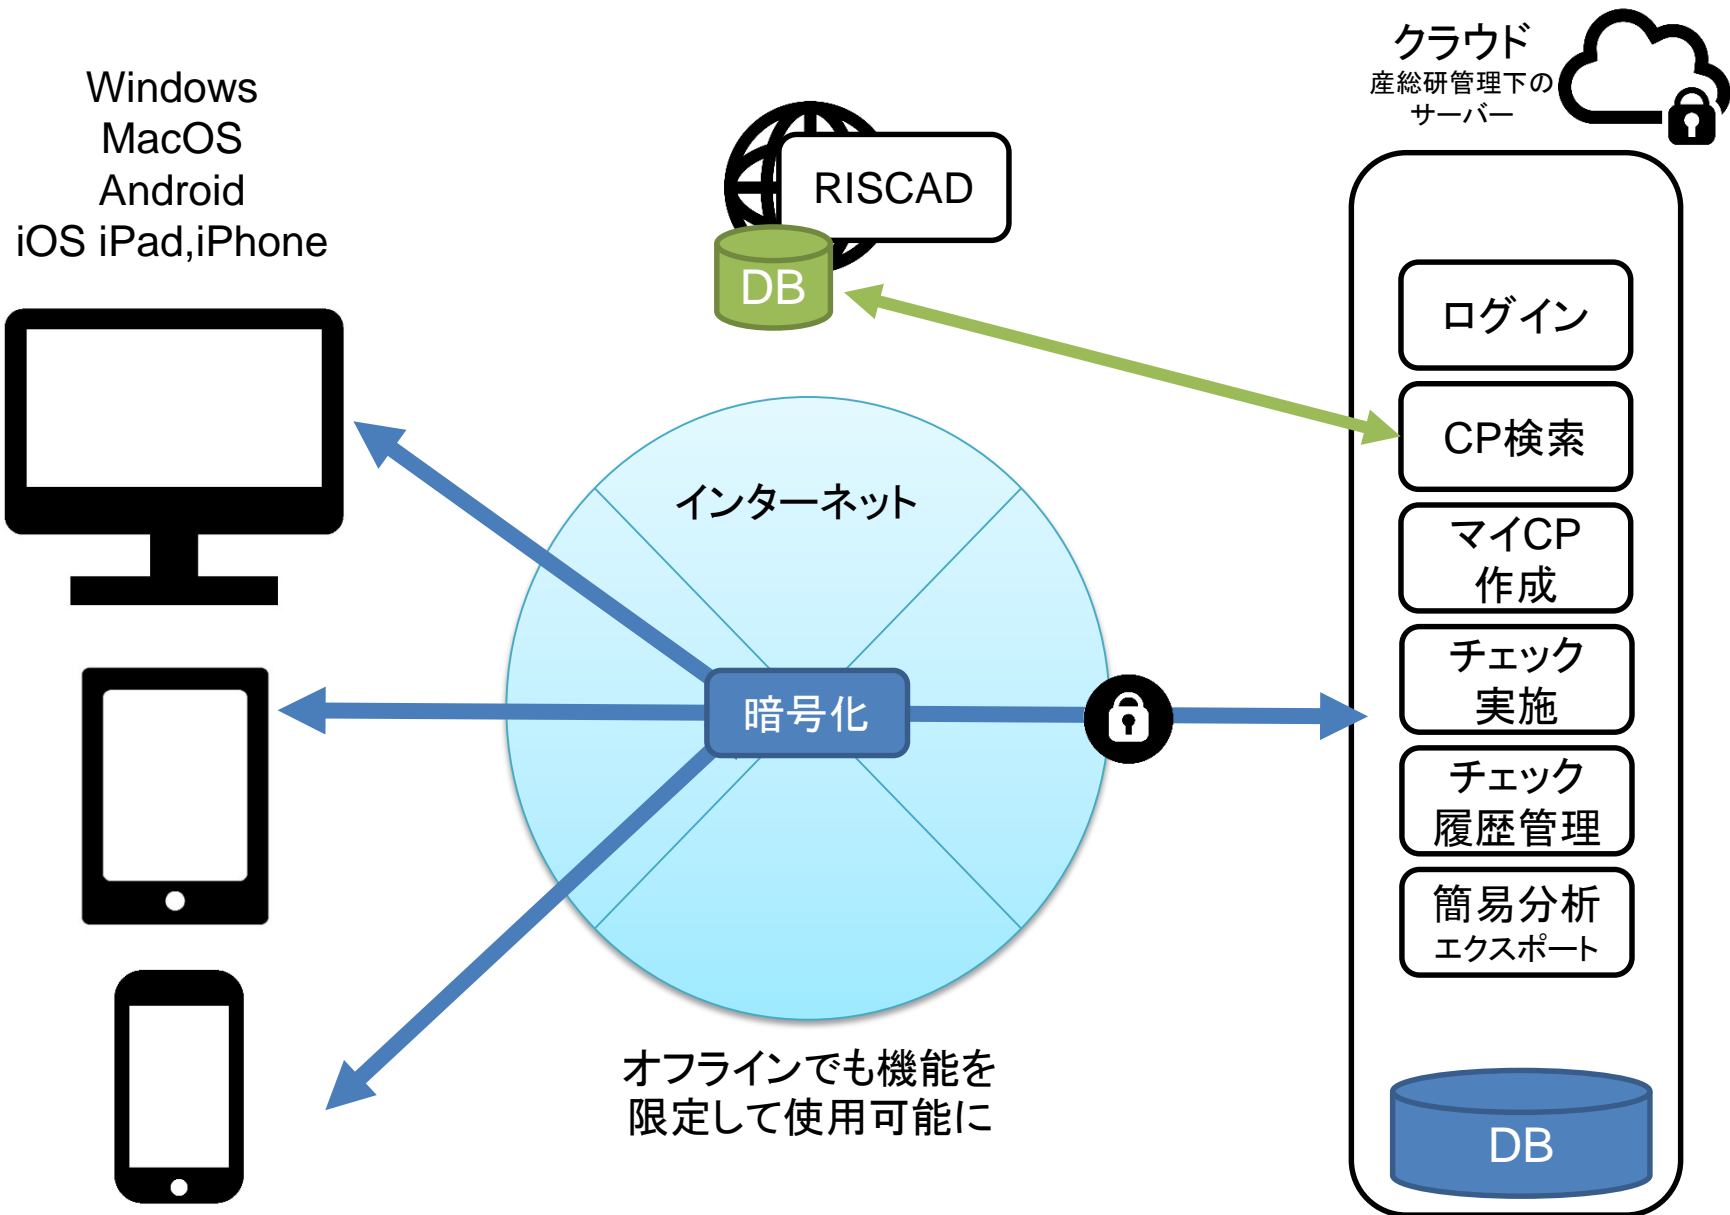 Windows
MacOS
Android
iOS iPad,iPhone
RISCAD
DB
クラウド
産総研管理下の
サーバー
ログイン
CP検索
マイCP
作成
チェック
実施
チェック
履歴管理
簡易分析
エクスポート
DB
インターネット
暗号化
オフラインでも機能を
限定して使用可能に